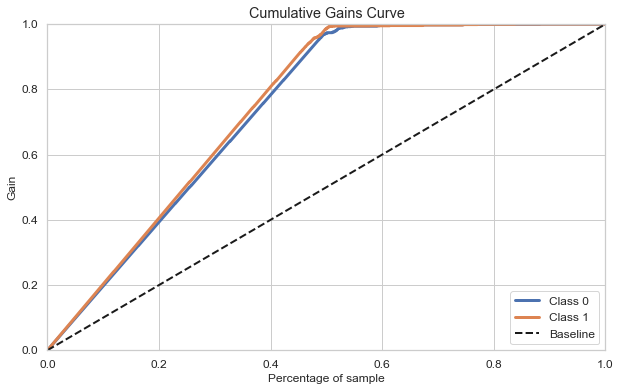 Cumulative Gains Curve
1.0
0.8
0.6
0.4
0.2
0.0
Gain
0.0 0.2 0.4 0.6 0.8 1.0
Percentage of sample
Class 0
Class 1
Baseline